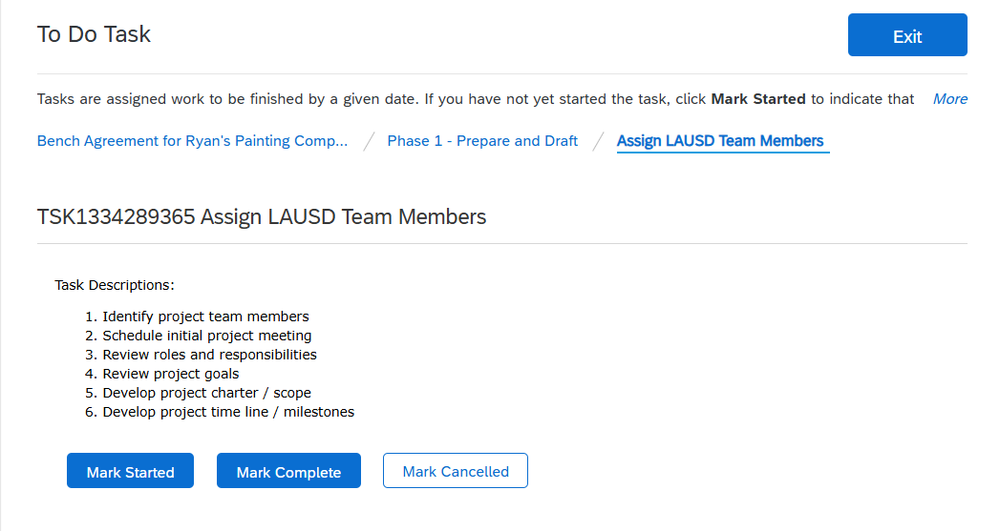 To Do Task
Exit
Tasks are assigned work to be finished by a given date. If you have not yet started the task, click Mark Started to indicate that More
Bench Agreement for Ryan's Painting Comp... / Phase 1 - Prepare and Draft / Assign LAUSD Team Members
TSK1334289365 Assign LAUSD Team Members
Task Descriptions:
1. Identify project team members
2. Schedule initial project meeting
3. Review roles and responsibilities
4. Review project goals
5. Develop project charter / scope
6. Develop project time line / milestones
Mark Started Mark Complete Mark Cancelled